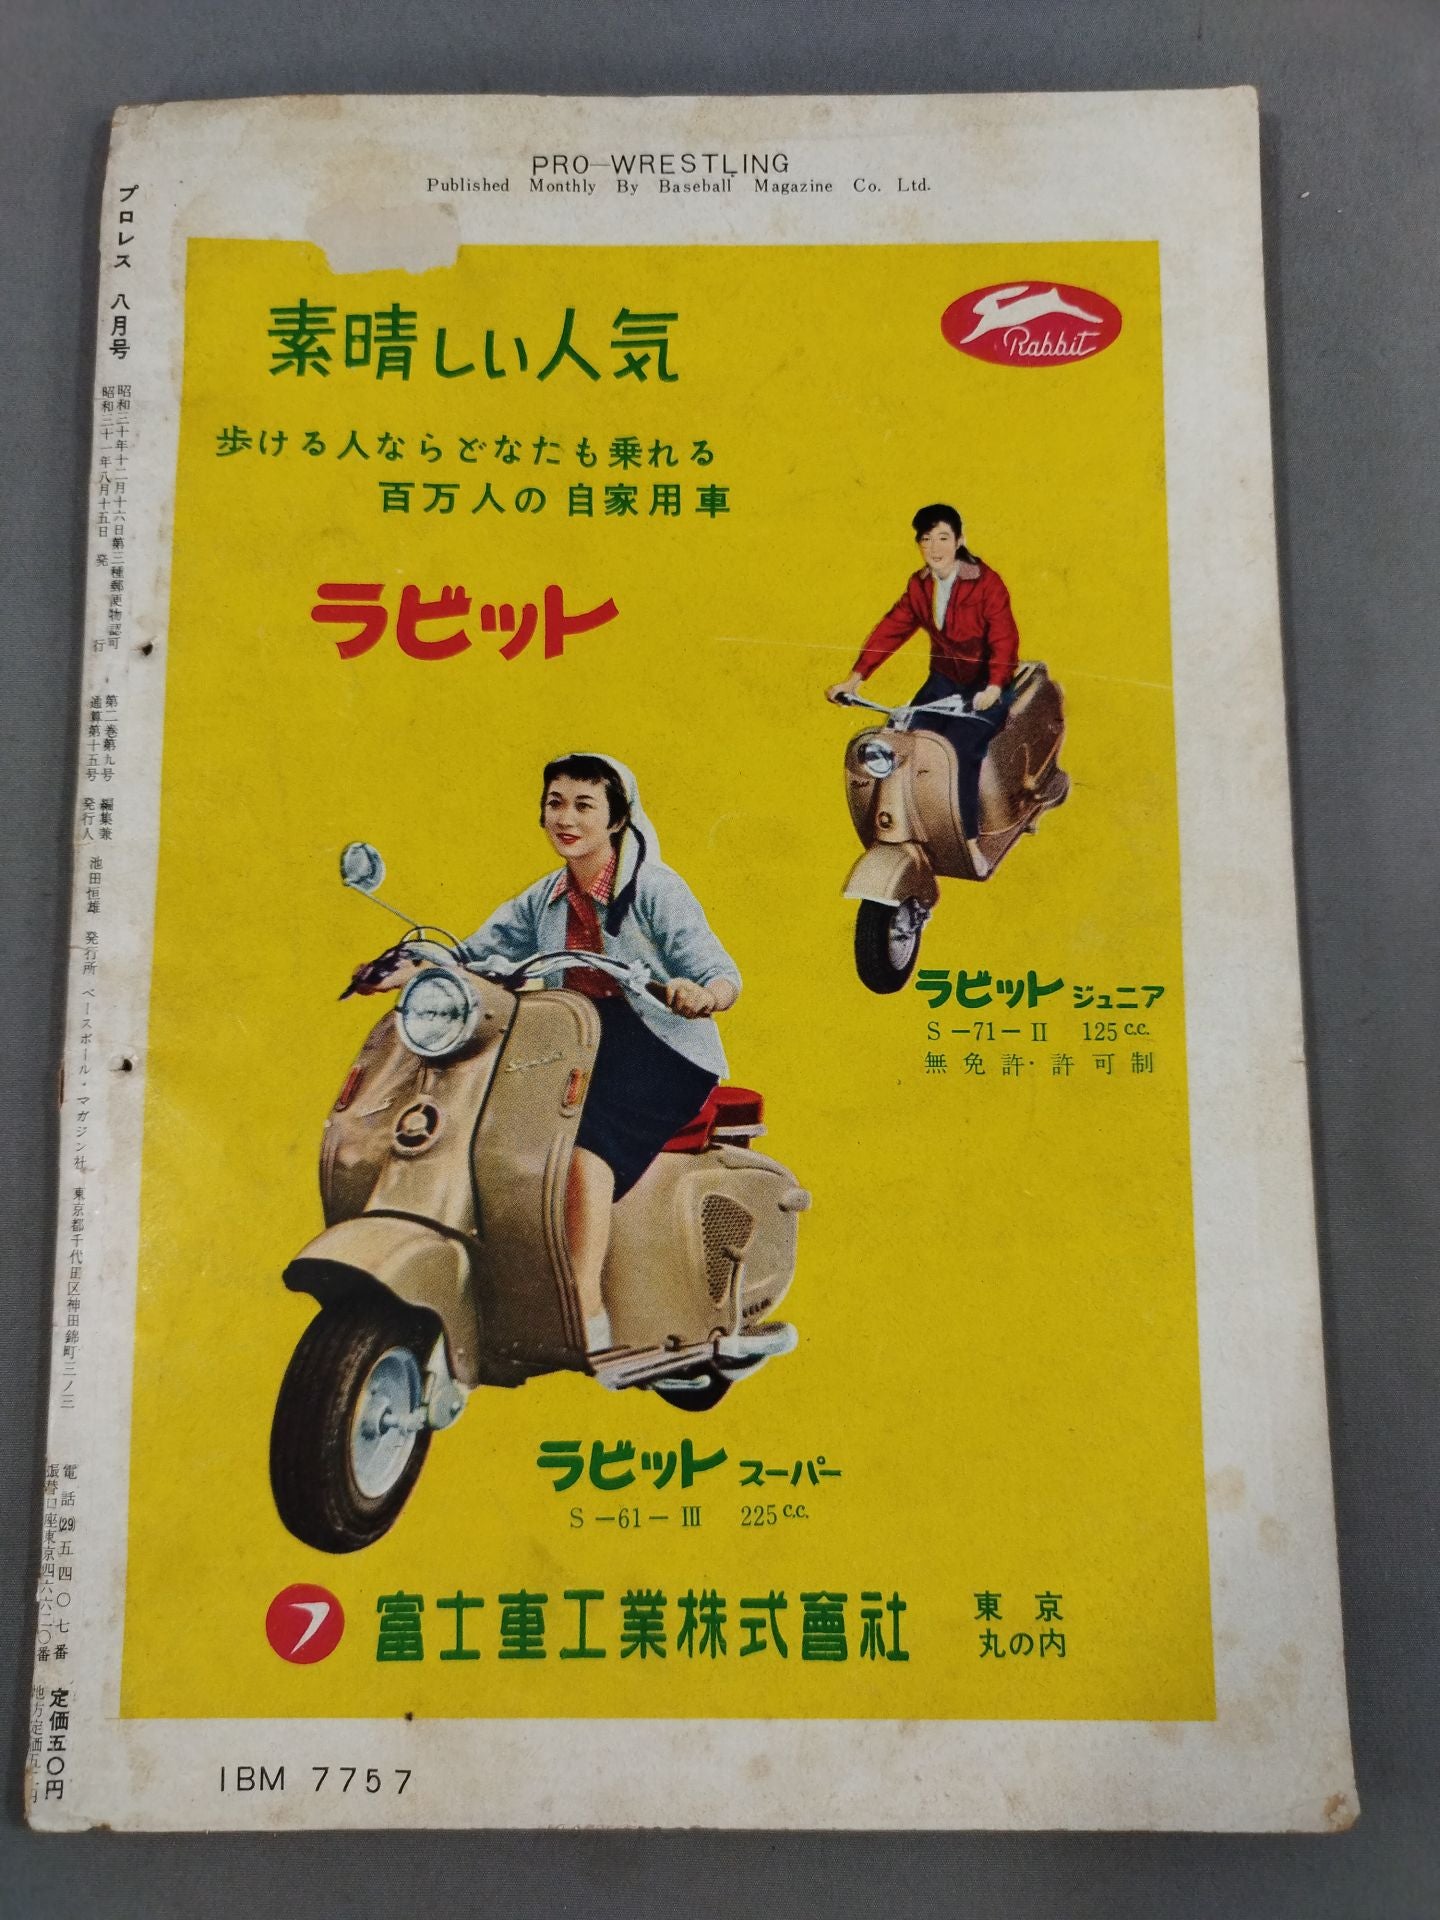 PRO—WRESTLING
Published Monthly By Baseball Magazine Co. Ltd.
プロレス 八月号
昭和三十年十二月十六日第三種郵便物認可
昭和三十一年八月十五日 発行
第二巻第九号
通算第十五号
編集兼
発行人
池田恒雄
発行所 ベースボール・マガジン社
東京都千代田区神田錦町三ノ三
電話(29)五四〇七番
振替口座東京四六六二〇番
定価五〇円
地方定価五
円
素晴しい人気
Rabbit
歩ける人ならどなたも乗れる
百万人の自家用車
ラビット
ラビット ジュニア
S－71－II 125c.c.
無免許・許可制
ラビット スーパー
S－61－III 225c.c.
フ 富士重工業株式會社
東京
丸の内
IBM 7757